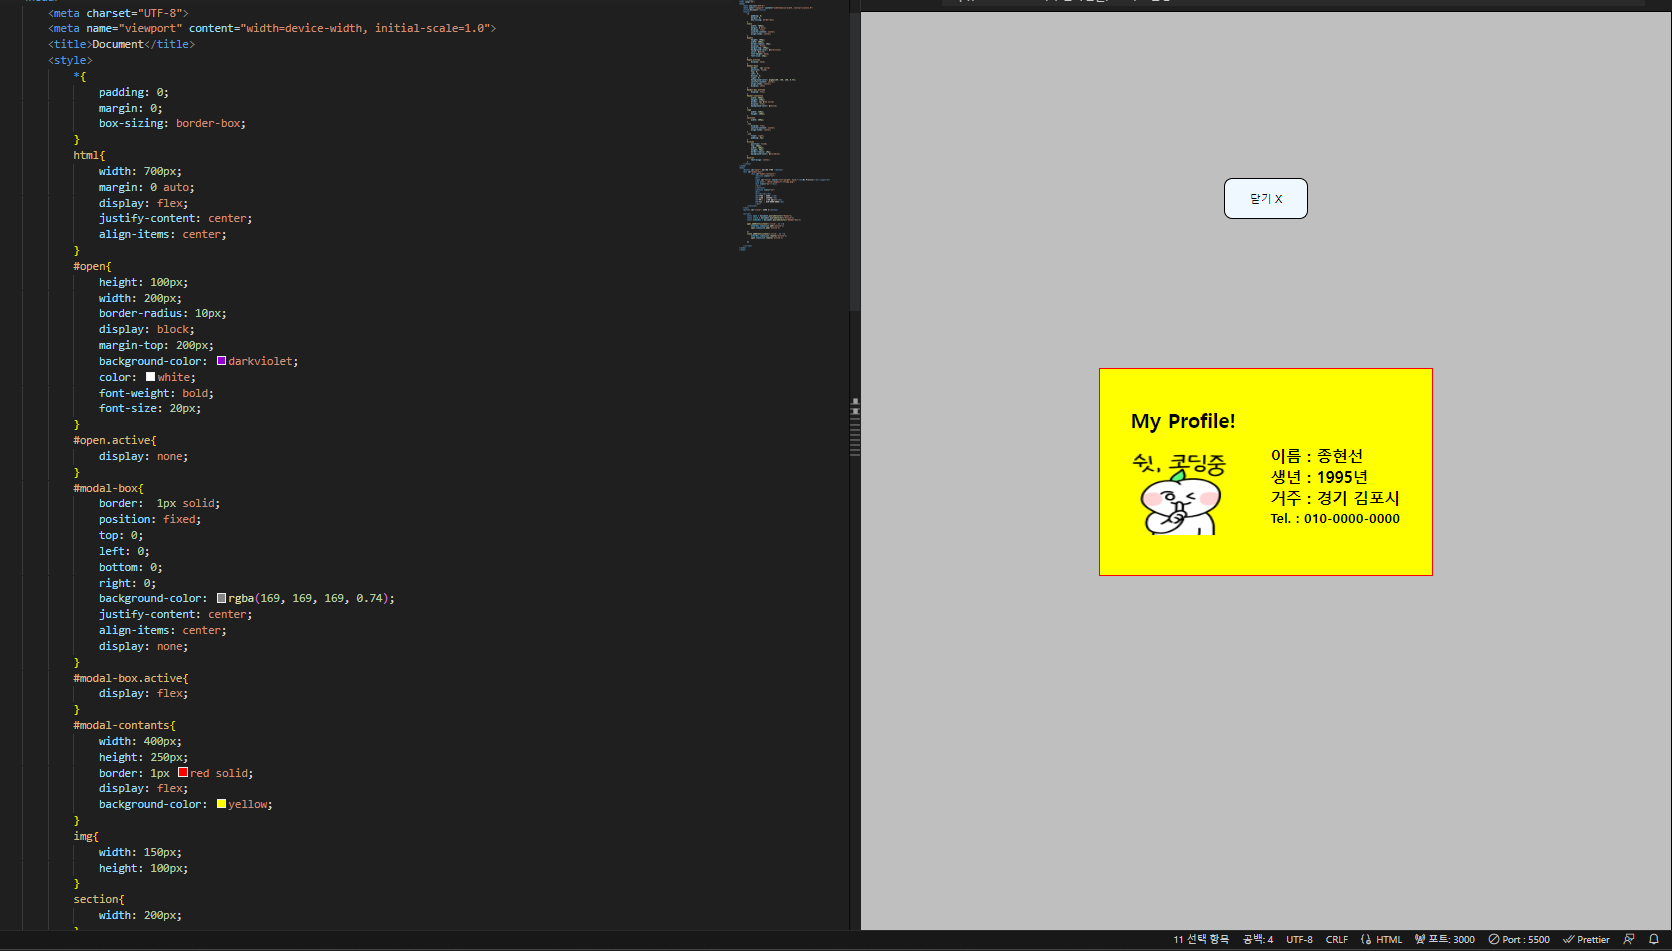 <meta charset="UTF-8">
<meta name="viewport" content="width=device-width, initial-scale=1.0">
<title>Document</title>
<style>
*{
padding: 0;
margin: 0;
box-sizing: border-box;
}
html{
width: 700px;
margin: 0 auto;
display: flex;
justify-content: center;
align-items: center;
}
#open{
height: 100px;
width: 200px;
border-radius: 10px;
display: block;
margin-top: 200px;
background-color: darkviolet;
color: white;
font-weight: bold;
font-size: 20px;
}
#open.active{
display: none;
}
#modal-box{
border:  1px solid;
position: fixed;
top: 0;
left: 0;
bottom: 0;
right: 0;
background-color: rgba(169, 169, 169, 0.74);
justify-content: center;
align-items: center;
display: none;
}
#modal-box.active{
display: flex;
}
#modal-contants{
width: 400px;
height: 250px;
border: 1px red solid;
display: flex;
background-color: yellow;
}
img{
width: 150px;
height: 100px;
}
section{
width: 200px;
닫기 X
My Profile!
쉿, 코딩중
이름 : 종현선
생년 : 1995년
거주 : 경기 김포시
Tel. : 010-0000-0000
11 선택 항목 공백: 4 UTF-8 CRLF {} HTML 포트: 3000 Port : 5500 Prettier